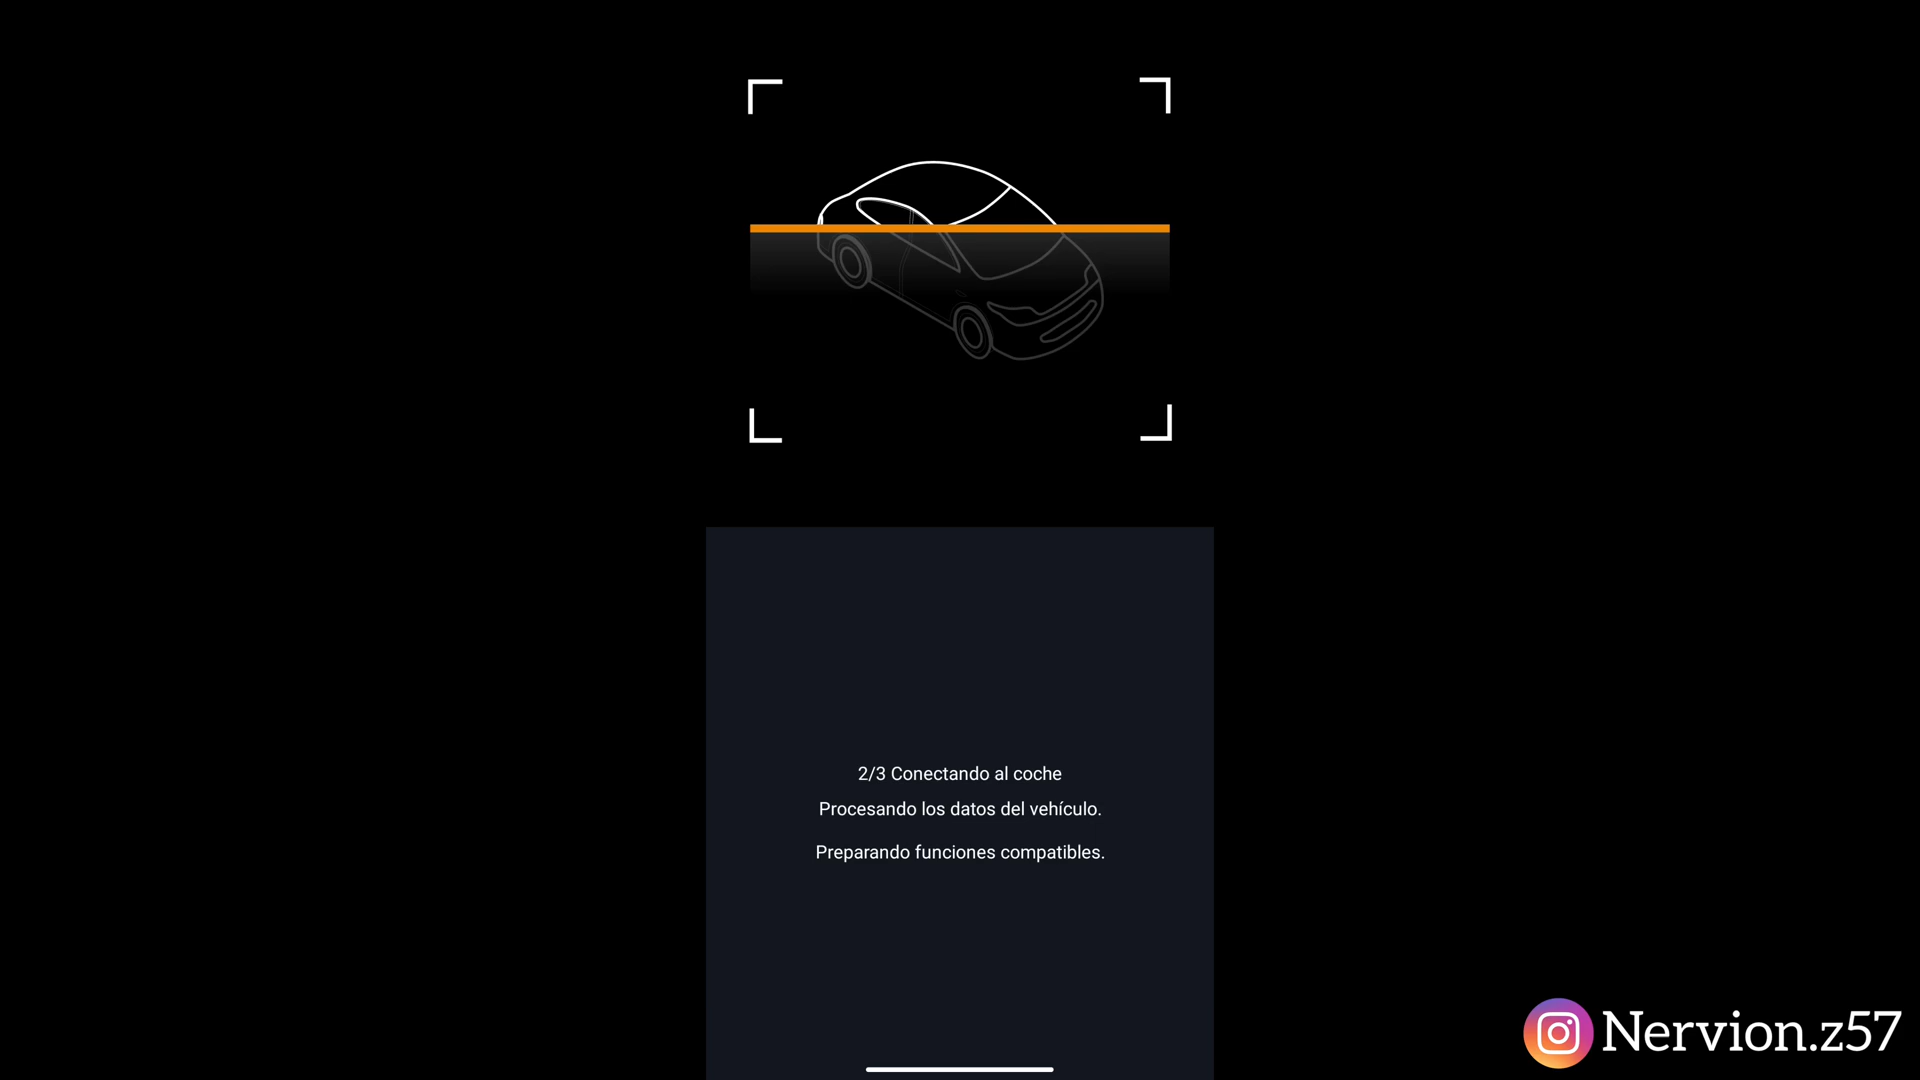 2/3 Conectando al coche
Procesando los datos del vehículo.
Preparando funciones compatibles.
Nervion.z57